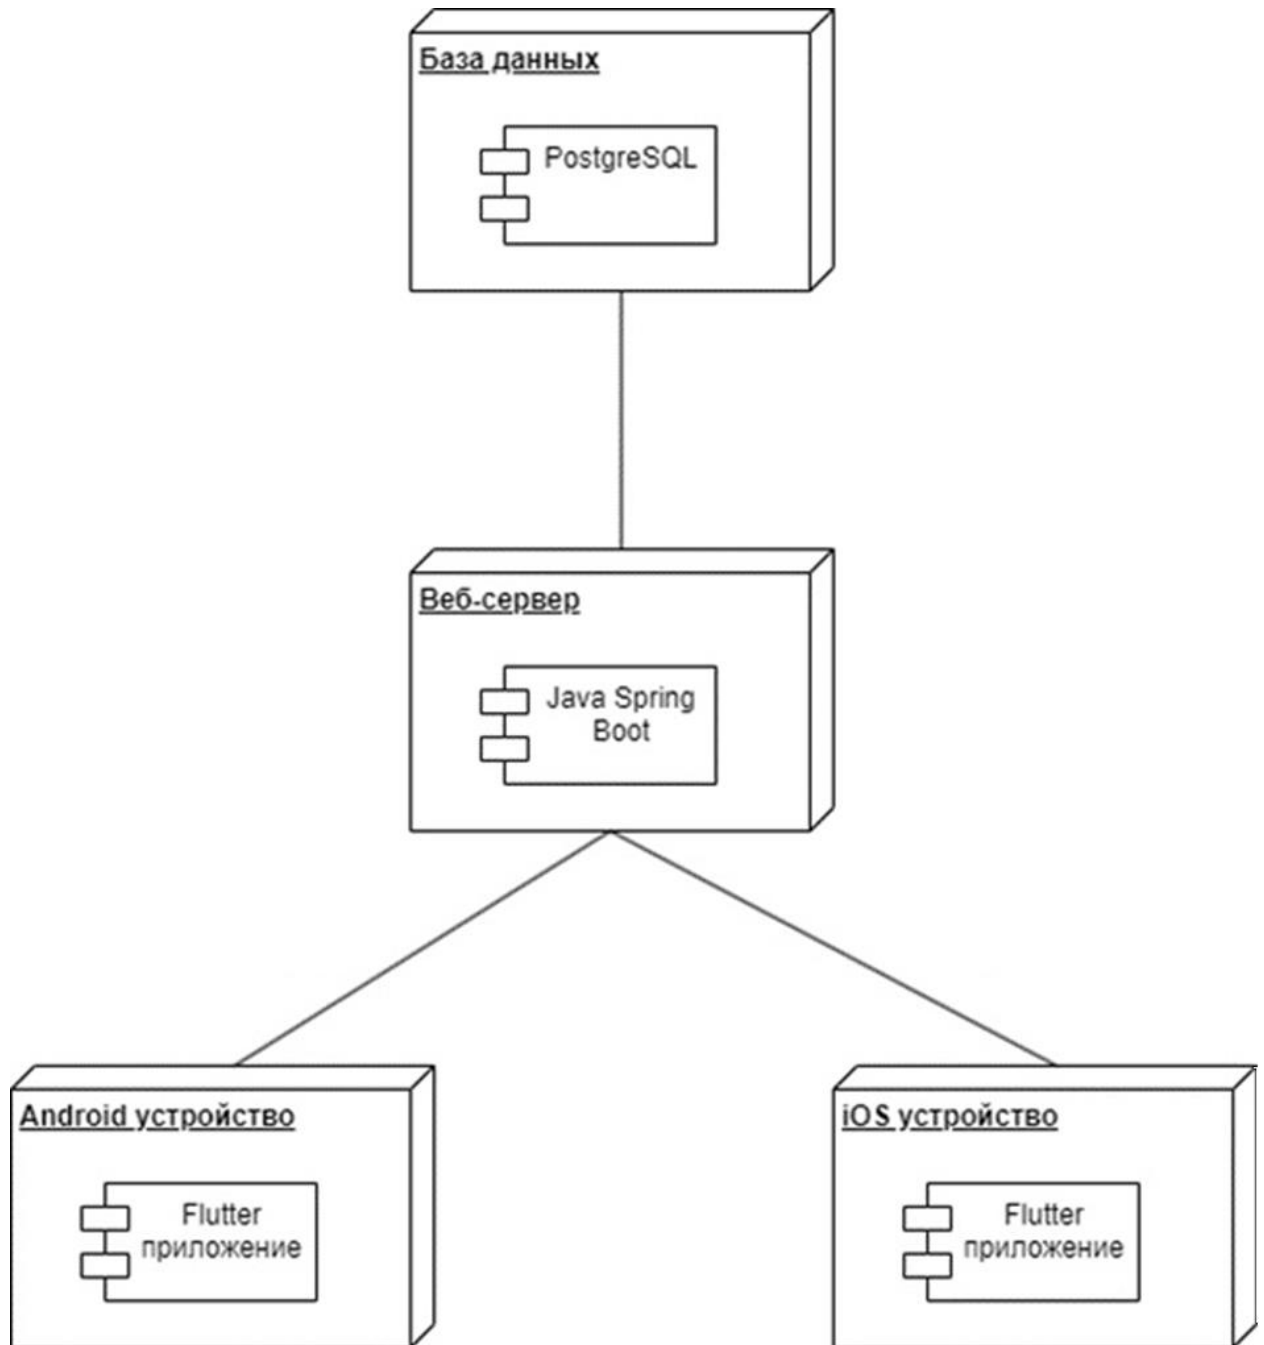 База данных
PostgreSQL
Веб-сервер
Java Spring
Boot
Android устройство
Flutter
приложение
iOS устройство
Flutter
приложение